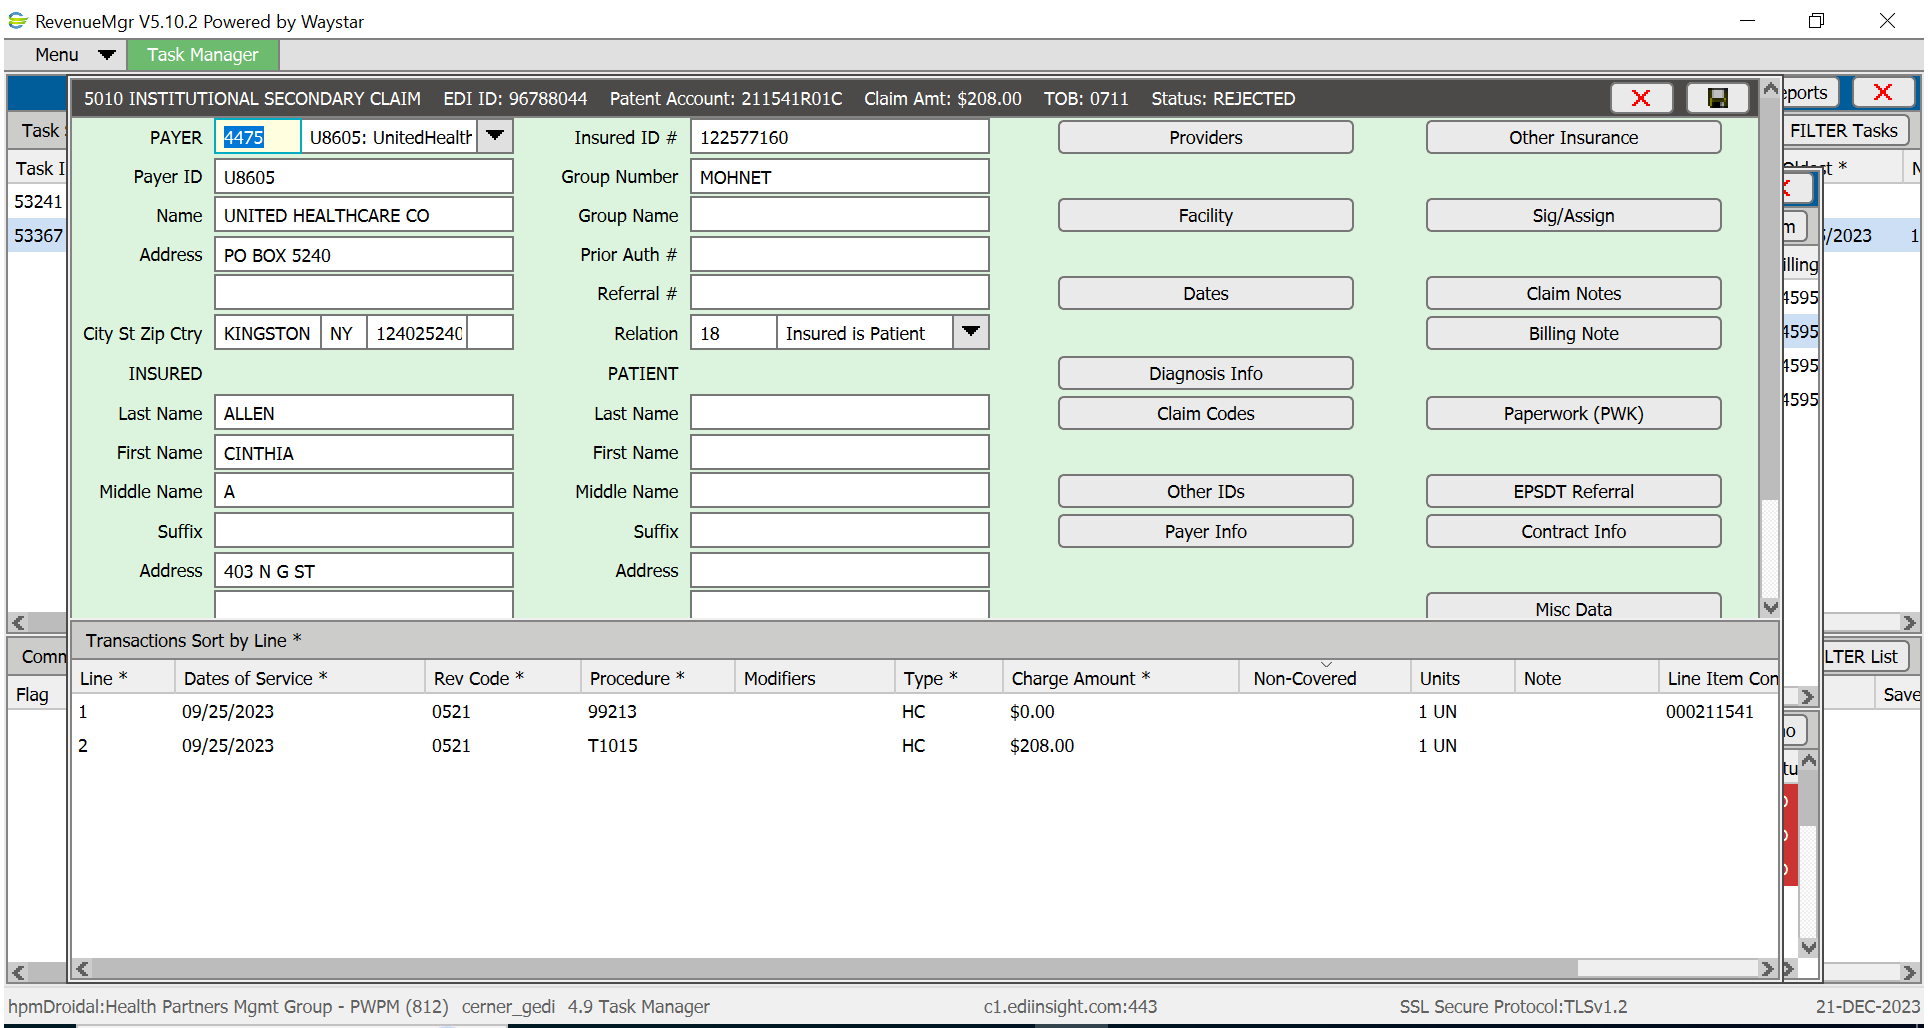 RevenueMgr V5.10.2 Powered by Waystar
Menu Task Manager
5010 INSTITUTIONAL SECONDARY CLAIM EDI ID: 96788044 Patent Account: 211541R01C Claim Amt: $208.00 TOB: 0711 Status: REJECTED
eports
Task
FILTER Tasks
Task I
Oldest *
N
53241
53367
5/2023 1
m
illing
4595
4595
4595
4595
PAYER 4475 U8605: UnitedHealth
Payer ID U8605
Name UNITED HEALTHCARE CO
Address PO BOX 5240
City St Zip Ctry KINGSTON NY 12402524
INSURED
Last Name ALLEN
First Name CINTHIA
Middle Name A
Suffix
Address 403 N G ST
Insured ID # 122577160
Group Number MOHNET
Group Name
Prior Auth #
Referral #
Relation 18 Insured is Patient
PATIENT
Last Name
First Name
Middle Name
Suffix
Address
Providers
Facility
Dates
Diagnosis Info
Claim Codes
Other IDs
Payer Info
Other Insurance
Sig/Assign
Claim Notes
Billing Note
Paperwork (PWK)
EPSDT Referral
Contract Info
Misc Data
Comm
LTER List
Flag
Save
Transactions Sort by Line *
Line * Dates of Service * Rev Code * Procedure * Modifiers Type * Charge Amount * Non-Covered Units Note Line Item Con
1 09/25/2023 0521 99213 HC $0.00 1 UN 000211541
2 09/25/2023 0521 T1015 HC $208.00 1 UN
o
tu
hpmDroidal:Health Partners Mgmt Group - PWPM (812) cerner_gedi 4.9 Task Manager c1.ediinsight.com:443 SSL Secure Protocol:TLSv1.2 21-DEC-2023